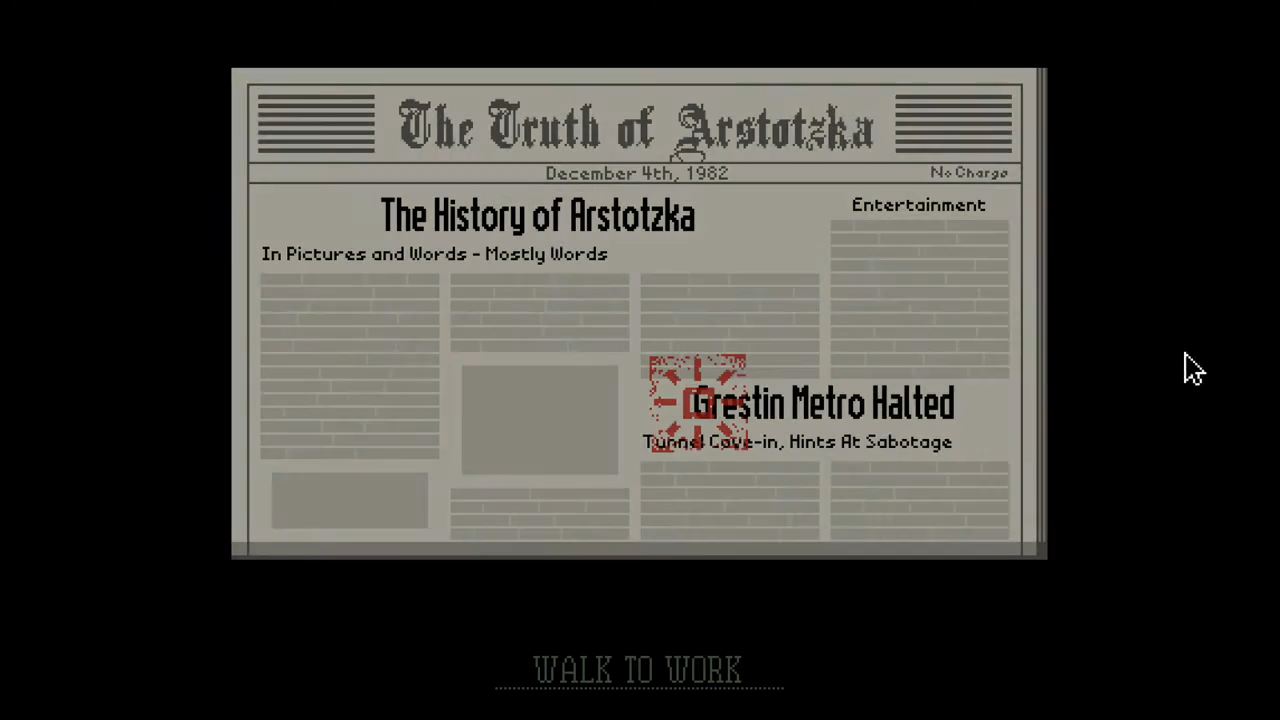 The Truth of Arstotzka
December 4th, 1982
No Charge
The History of Arstotzka
In Pictures and Words - Mostly Words
Entertainment
Grestin Metro Halted
Tunnel Cave-in, Hints At Sabotage
WALK TO WORK